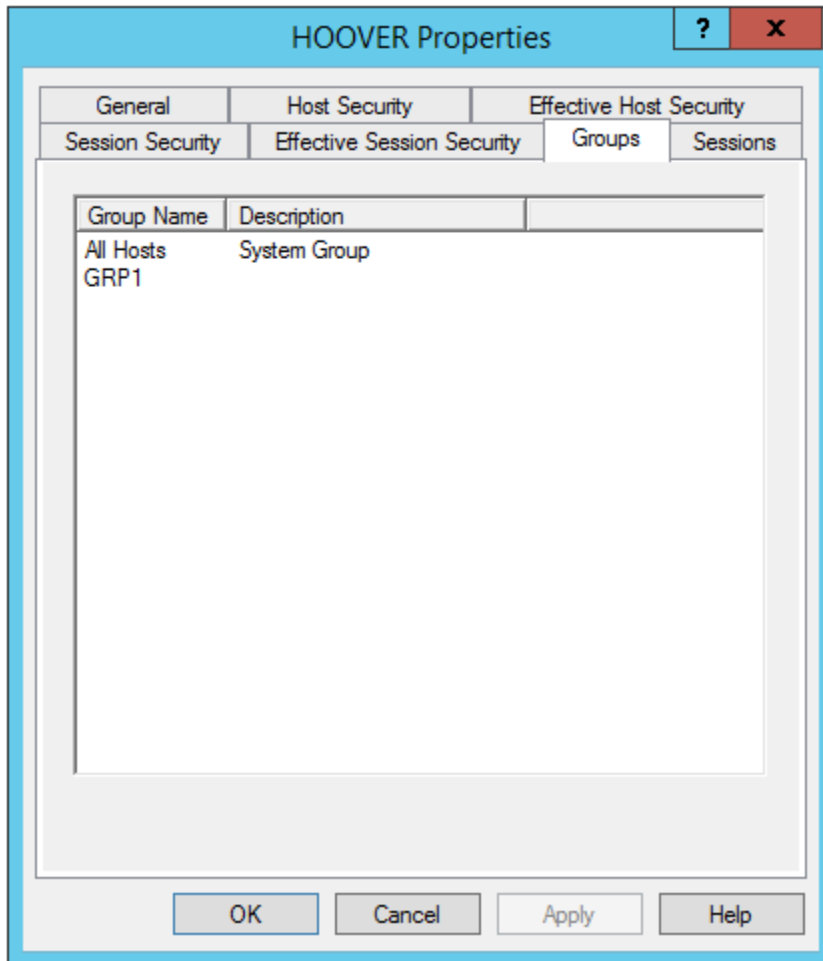 HOOVER Properties ? x
General Host Security Effective Host Security
Session Security Effective Session Security Groups Sessions
Group Name Description
All Hosts System Group
GRP1
OK Cancel Apply Help